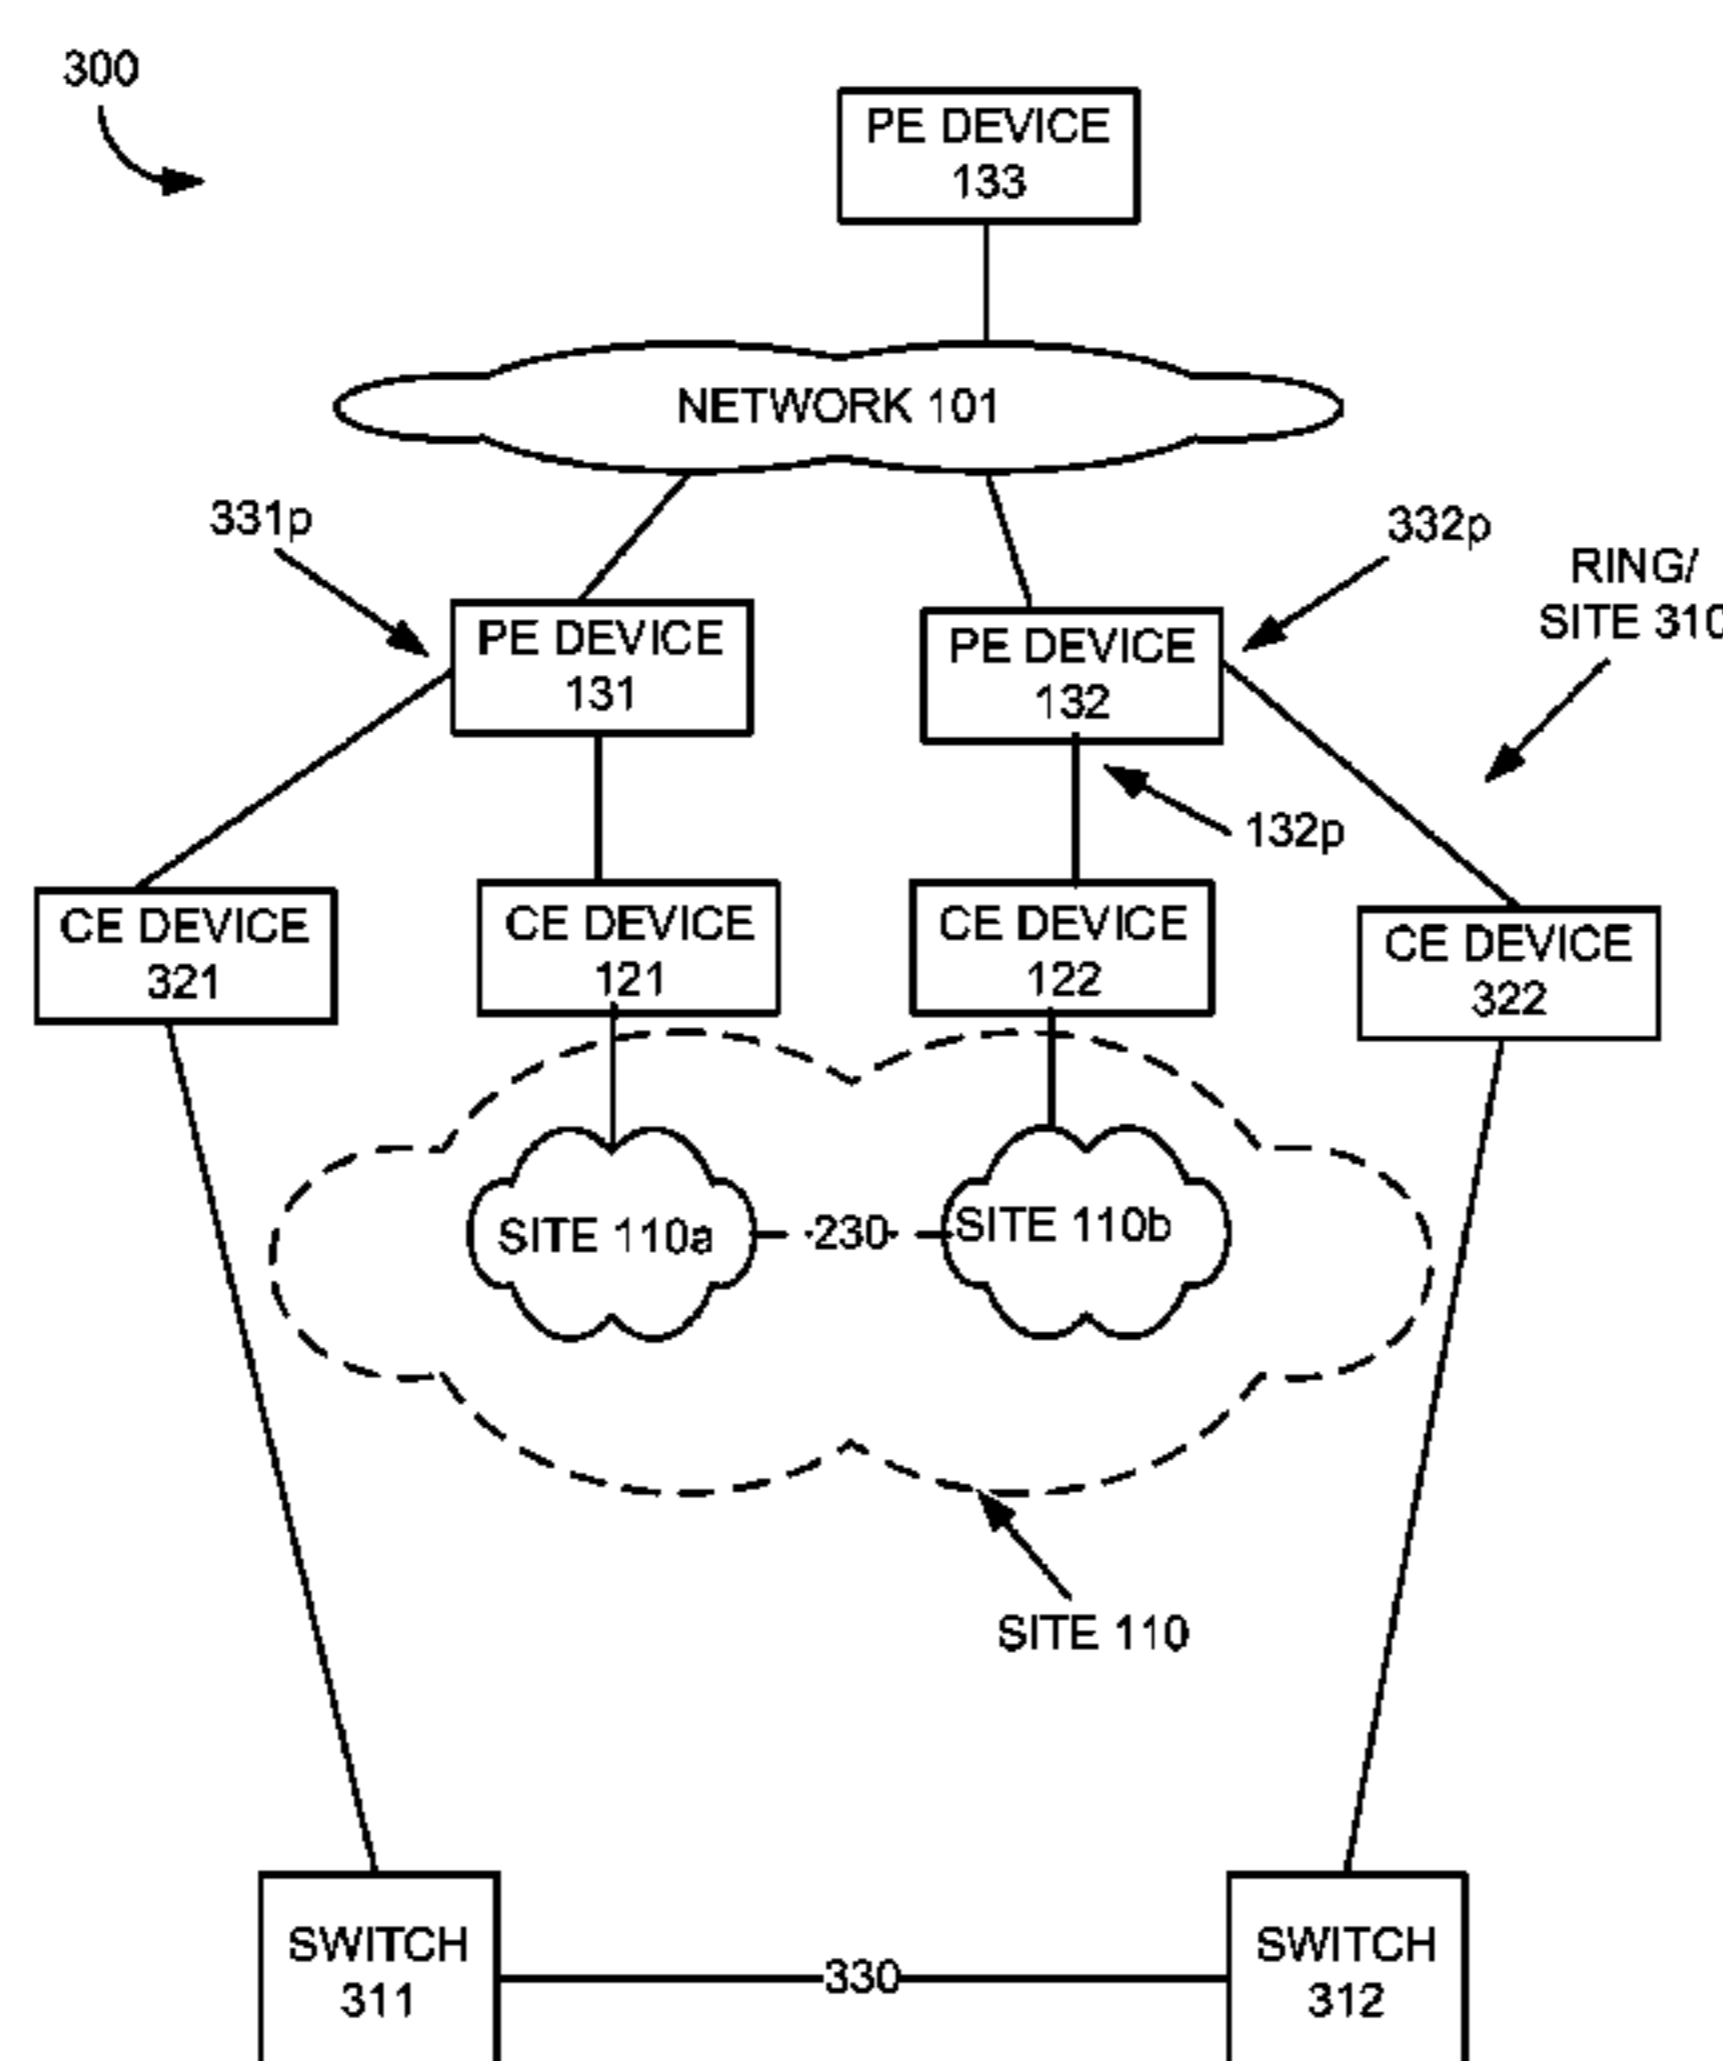 300
PE DEVICE
133
NETWORK 101
331p
332p
RING/
SITE 310
PE DEVICE
131
PE DEVICE
132
132p
CE DEVICE
321
CE DEVICE
121
CE DEVICE
122
CE DEVICE
322
SITE 110a
230
SITE 110b
SITE 110
SWITCH
311
330
SWITCH
312